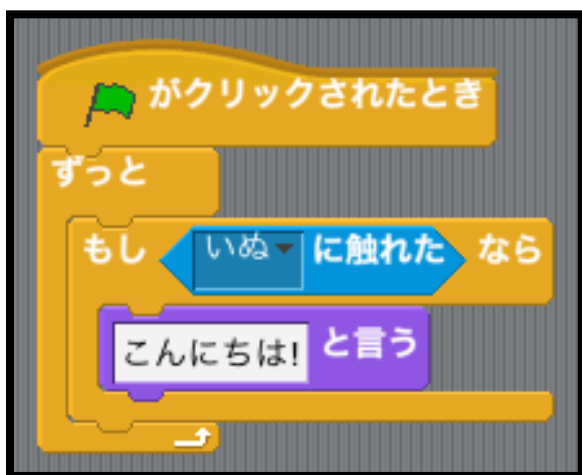 がクリックされたとき
ずっと
もし いぬ に触れた なら
こんにちは! と言う